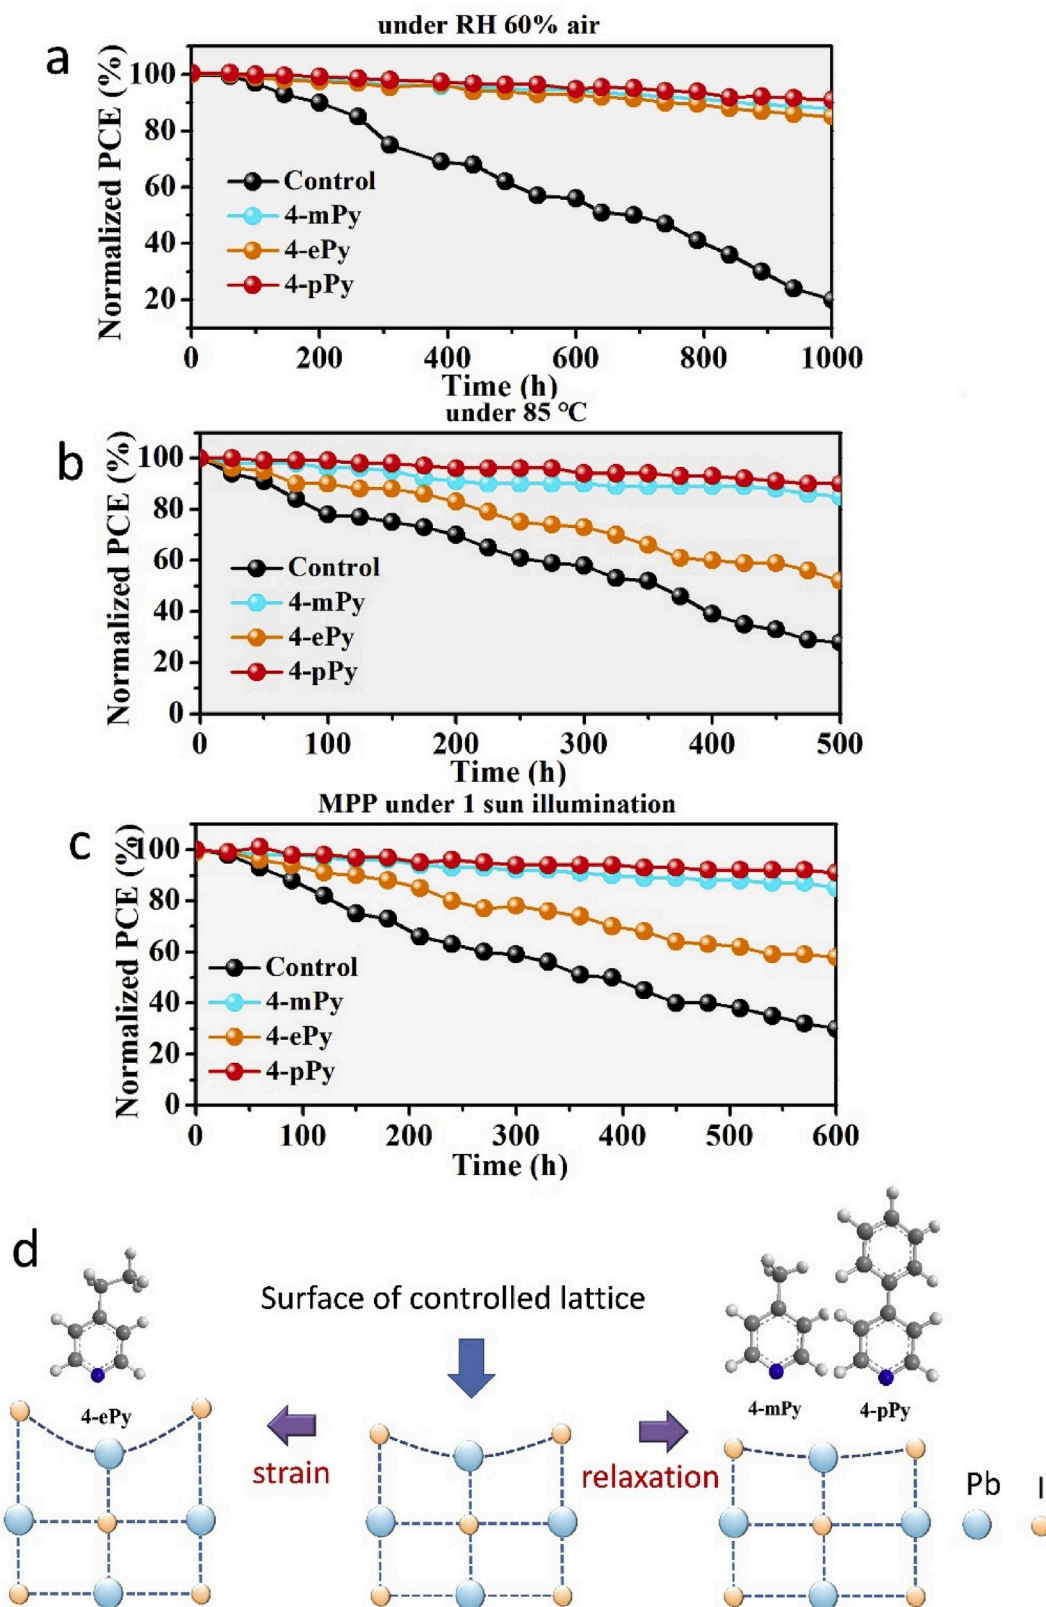 under RH 60% air
a
Normalized PCE (%)
100
80
60
40
20
Control
4-mPy
4-ePy
4-pPy
0
200
400
600
800
1000
Time (h)
under 85 °C
b
Normalized PCE (%)
100
80
60
40
20
0
Control
4-mPy
4-ePy
4-pPy
0
100
200
300
400
500
Time (h)
MPP under 1 sun illumination
c
Normalized PCE (%)
100
80
60
40
20
0
Control
4-mPy
4-ePy
4-pPy
0
100
200
300
400
500
600
Time (h)
d
Surface of controlled lattice
4-ePy
4-mPy
4-pPy
strain
relaxation
Pb
I